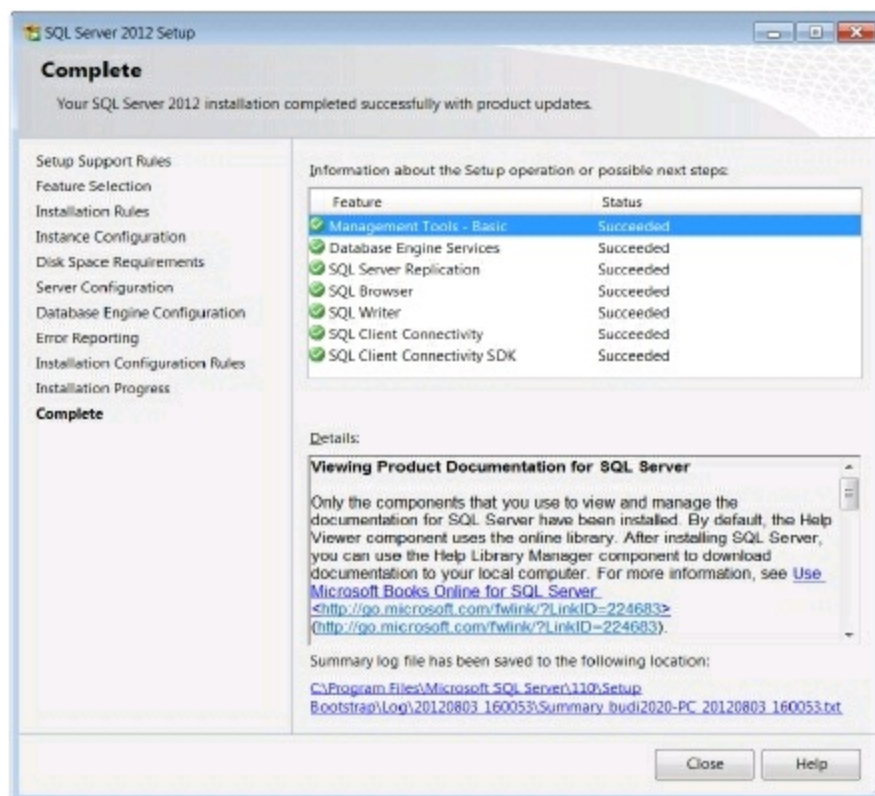 SQL Server 2012 Setup
Complete
Your SQL Server 2012 installation completed successfully with product updates.
Setup Support Rules
Feature Selection
Installation Rules
Instance Configuration
Disk Space Requirements
Server Configuration
Database Engine Configuration
Error Reporting
Installation Configuration Rules
Installation Progress
Complete
Information about the Setup operation or possible next steps:
Feature Status
Management Tools - Basic Succeeded
Database Engine Services Succeeded
SQL Server Replication Succeeded
SQL Browser Succeeded
SQL Writer Succeeded
SQL Client Connectivity Succeeded
SQL Client Connectivity SDK Succeeded
Details:
Viewing Product Documentation for SQL Server
Only the components that you use to view and manage the
documentation for SQL Server have been installed. By default, the Help
Viewer component uses the online library. After installing SQL Server,
you can use the Help Library Manager component to download
documentation to your local computer. For more information, see Use
Microsoft Books Online for SQL Server
<http://go.microsoft.com/fwlink/?LinkID=224683>
(http://go.microsoft.com/fwlink/?LinkID=224683).
Summary log file has been saved to the following location:
C:\Program Files\Microsoft SQL Server\110\Setup
Bootstrap\Log\20120803_160053\Summary_budi2020-PC_20120803_160053.txt
Close Help